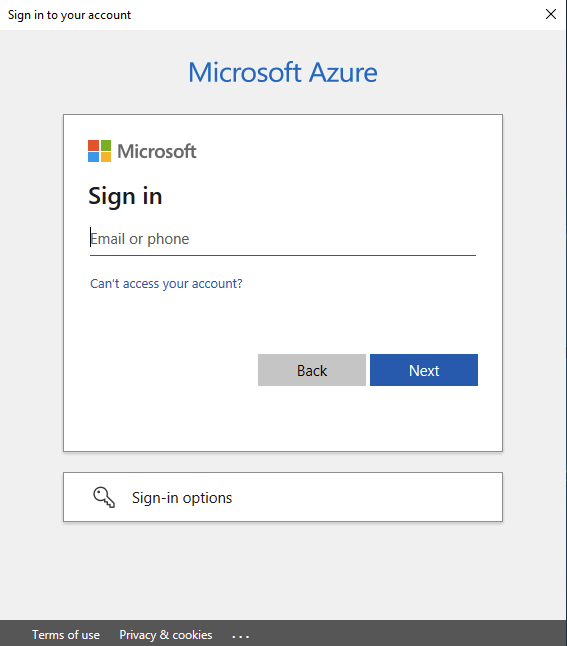 Sign in to your account
Microsoft Azure
Microsoft
Sign in
Email or phone
Can't access your account?
Back Next
Sign-in options
Terms of use Privacy & cookies ...